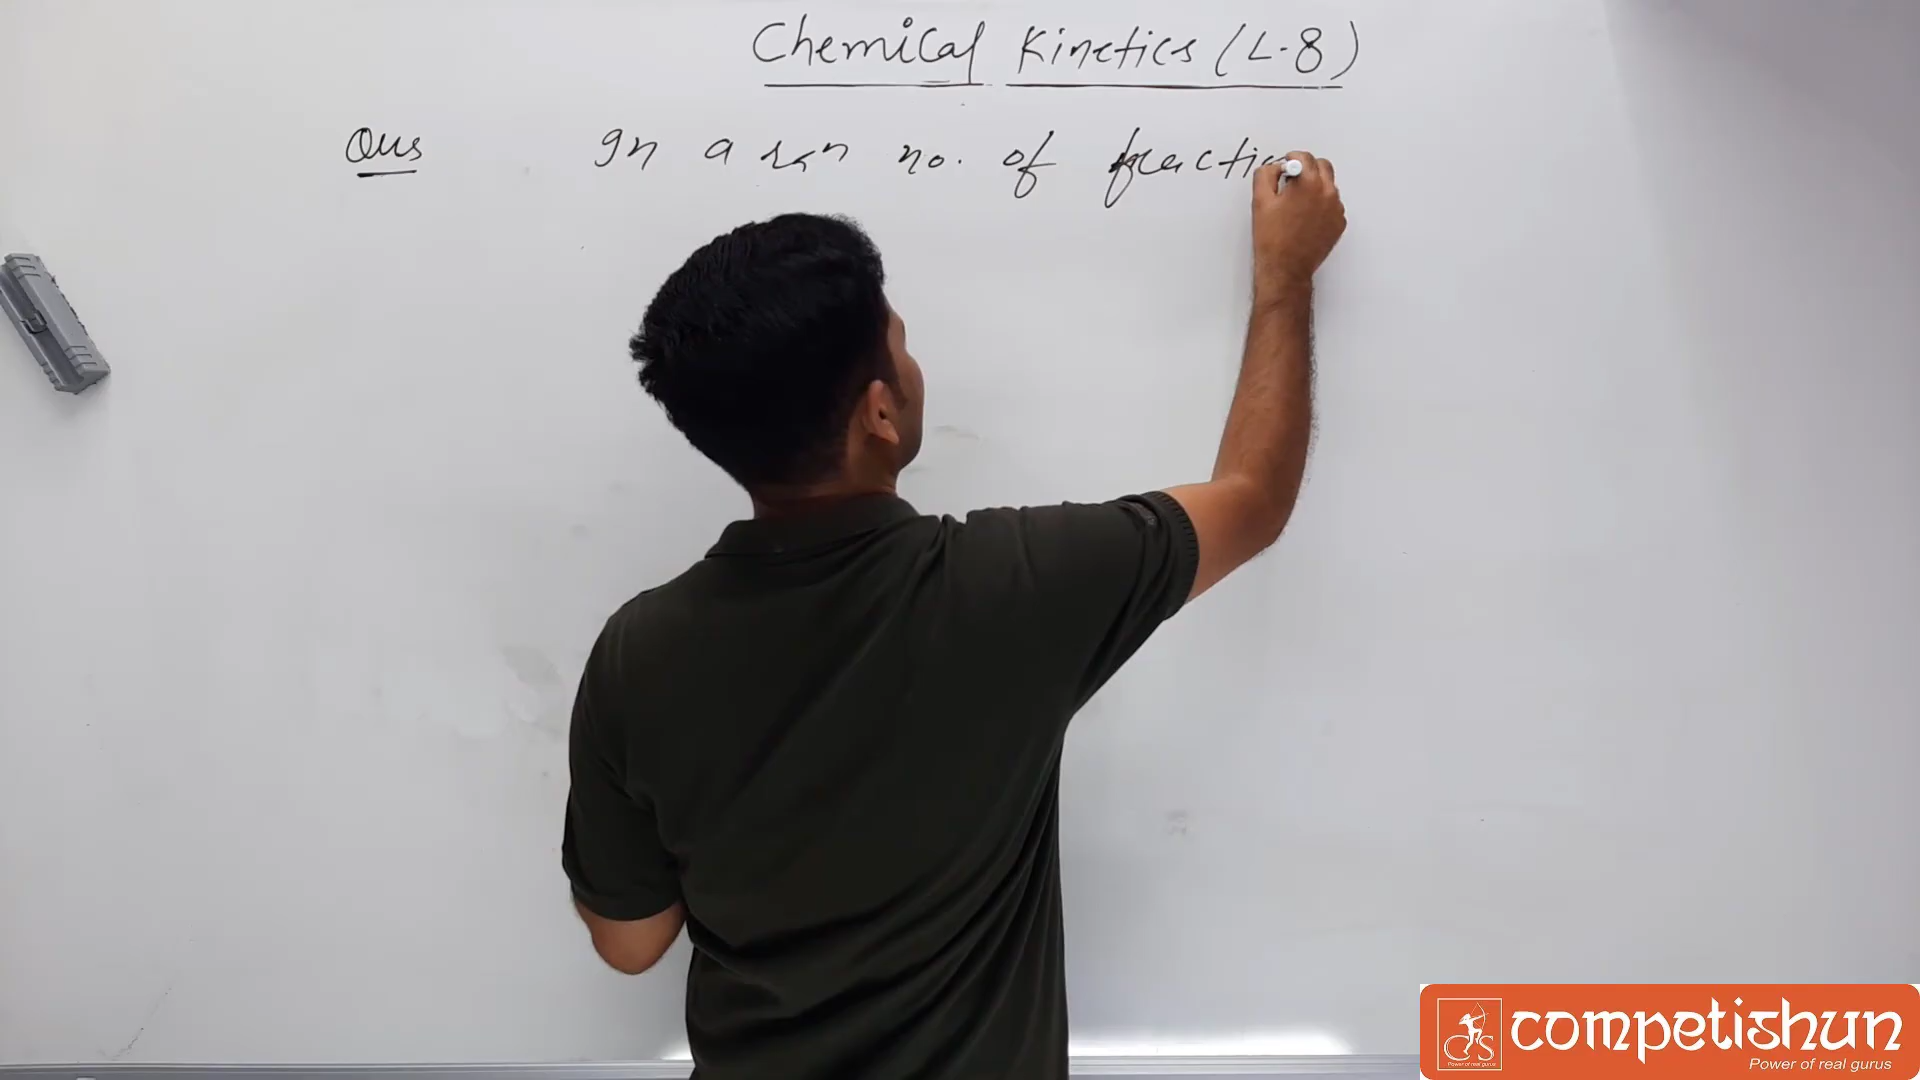 Chemical Kinetics (L-8)
Qus In a rxn no. of fractio
competishun
Power of real gurus